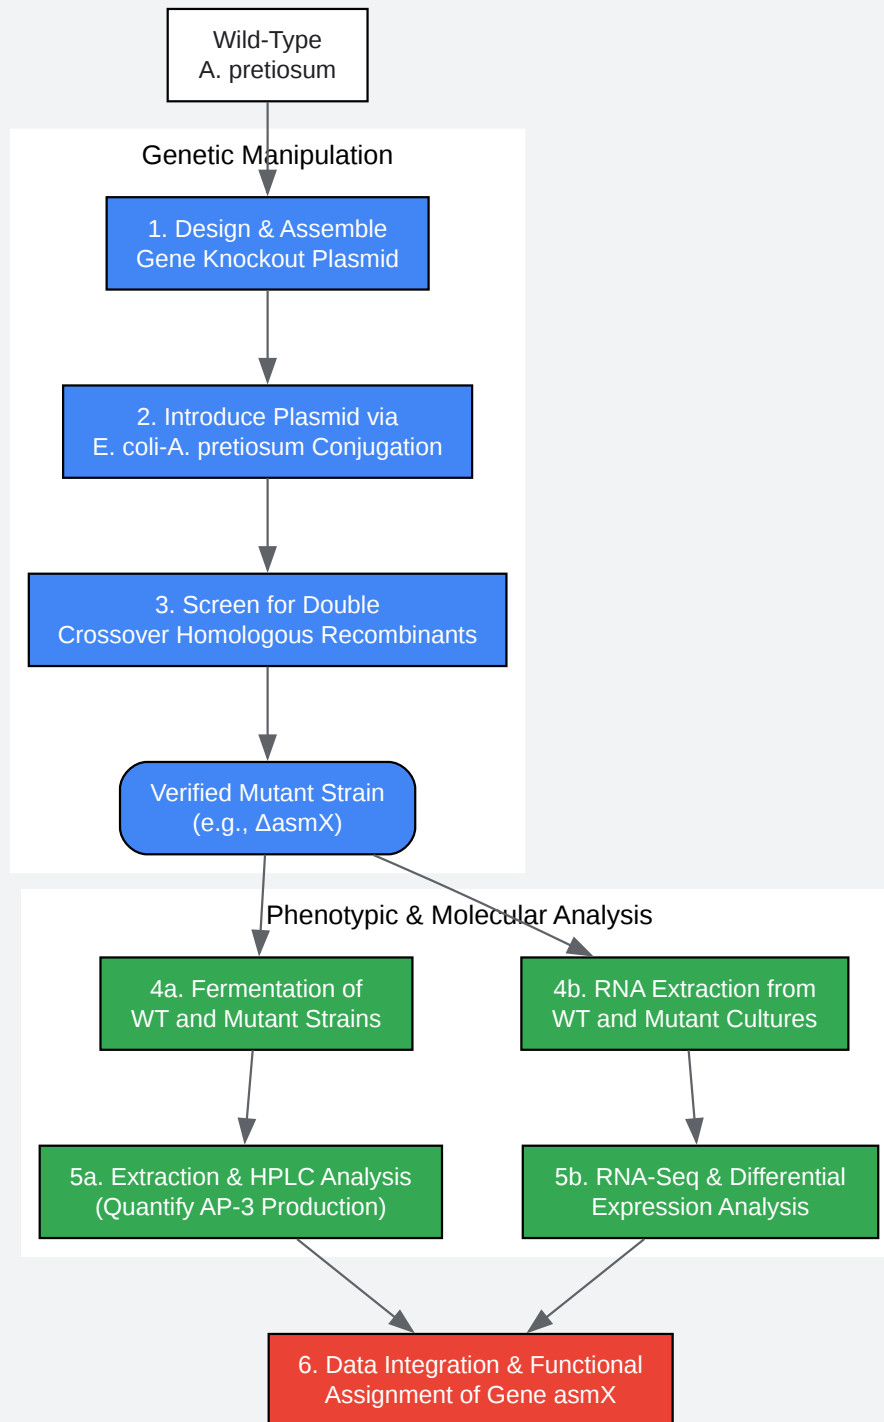 Wild-Type
A. pretiosum
Genetic Manipulation
1. Design & Assemble
Gene Knockout Plasmid
2. Introduce Plasmid via
E. coli-A. pretiosum Conjugation
3. Screen for Double
Crossover Homologous Recombinants
Verified Mutant Strain
(e.g., ΔasmX)
Phenotypic & Molecular Analysis
4a. Fermentation of
WT and Mutant Strains
4b. RNA Extraction from
WT and Mutant Cultures
5a. Extraction & HPLC Analysis
(Quantify AP-3 Production)
5b. RNA-Seq & Differential
Expression Analysis
6. Data Integration & Functional
Assignment of Gene asmX